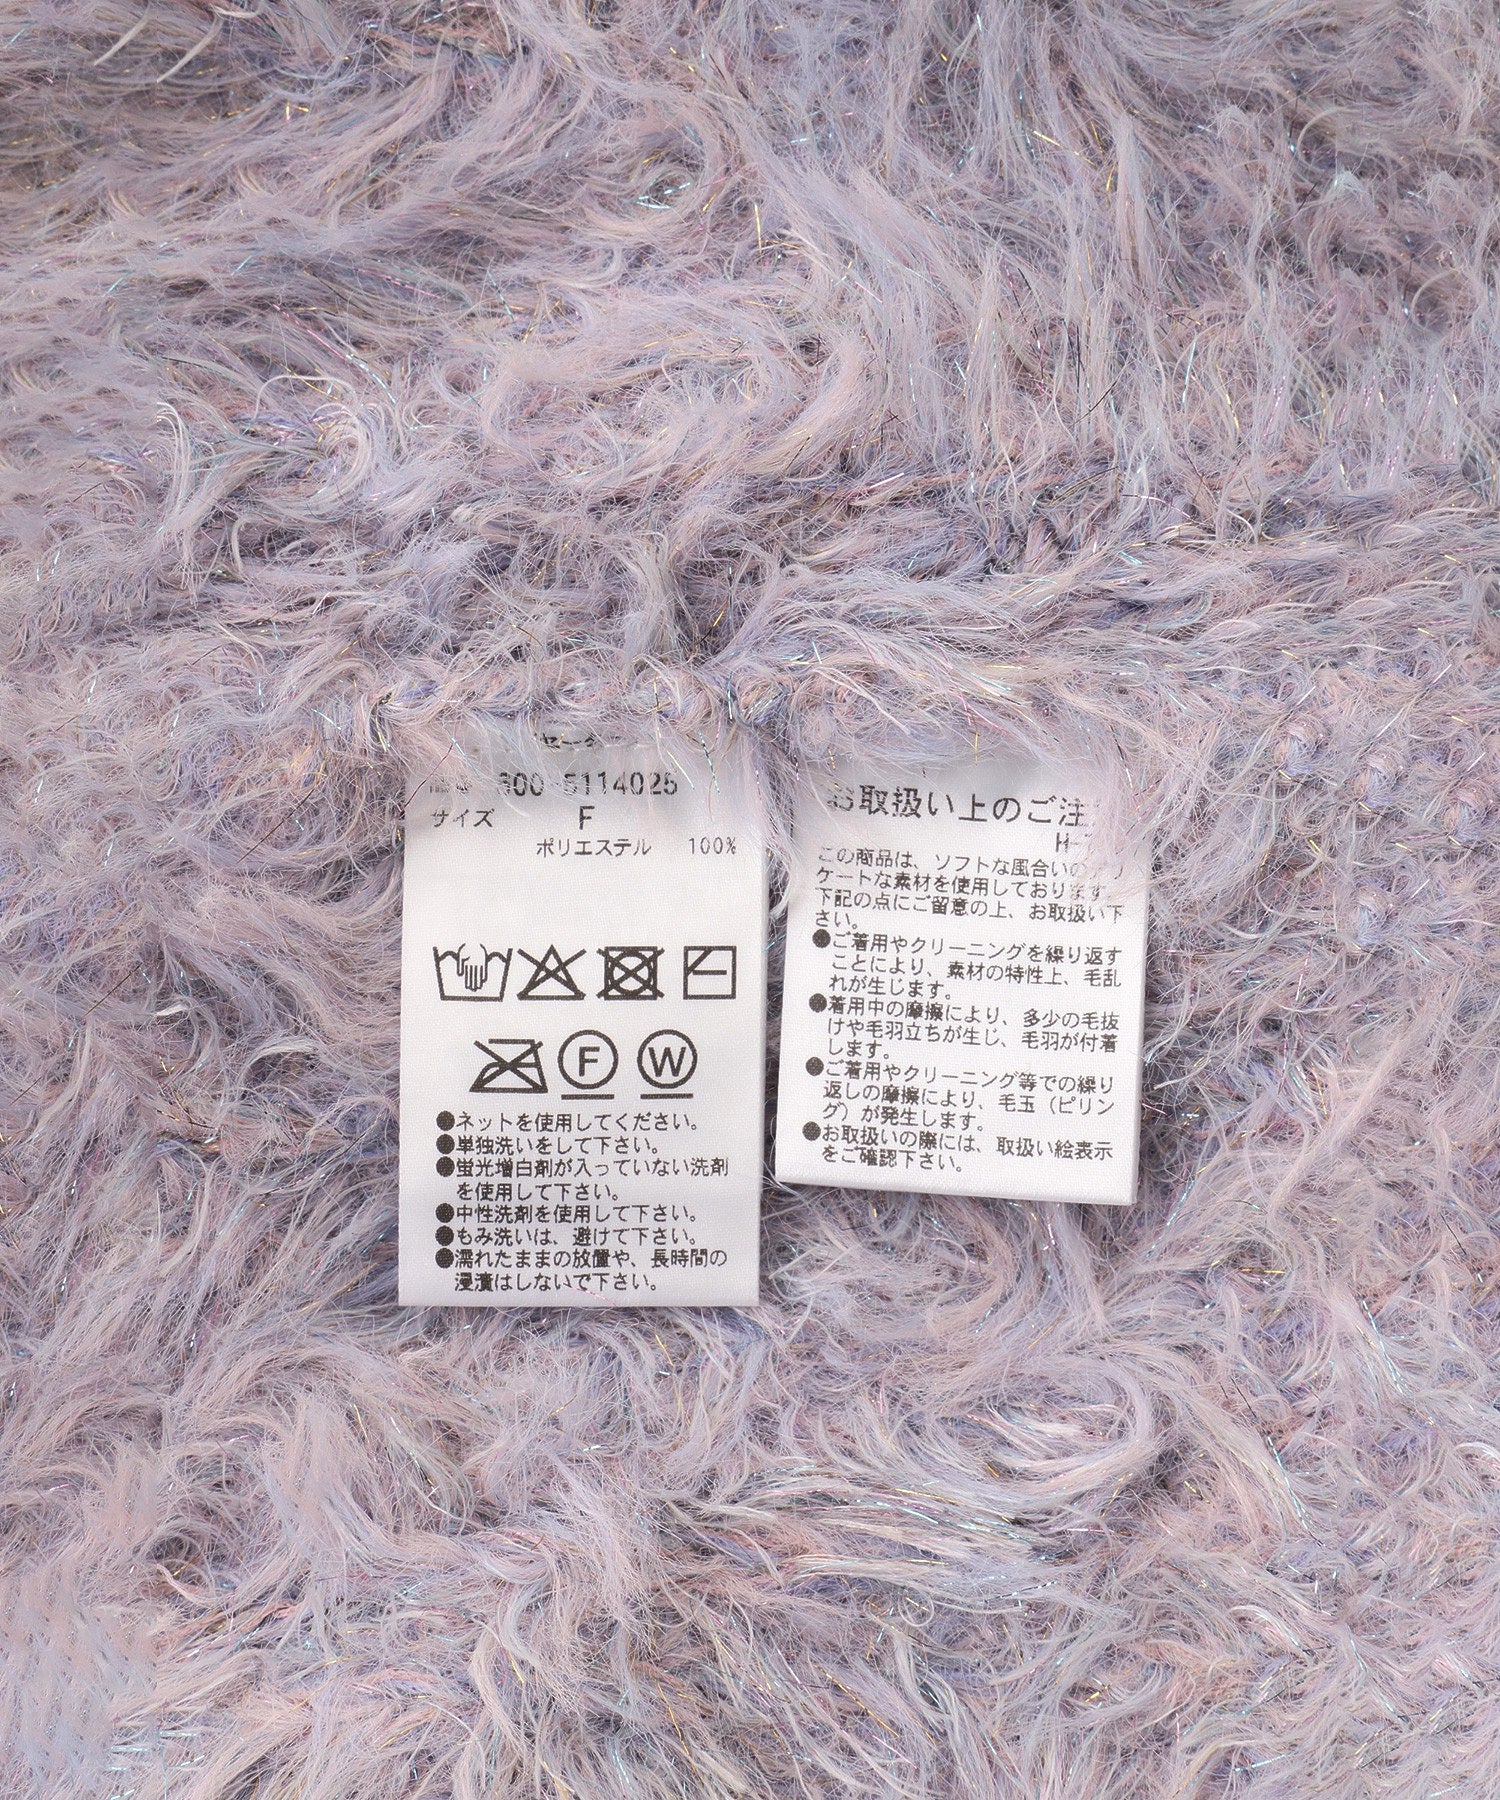 セータ
品番 300-5114025
サイズ F
ポリエステル 100%
F W
●ネットを使用してください。
●単独洗いをして下さい。
●蛍光増白剤が入っていない洗剤
を使用して下さい。
●中性洗剤を使用して下さい。
●もみ洗いは、避けて下さい。
●濡れたままの放置や、長時間の
浸漬はしないで下さい。
お取扱い上のご注
H-
この商品は、ソフトな風合いのデリ
ケートな素材を使用しております。
下記の点にご留意の上、お取扱い下
さい。
●ご着用やクリーニングを繰り返す
ことにより、素材の特性上、毛乱
れが生じます。
●着用中の摩擦により、多少の毛抜
けや毛羽立ちが生じ、毛羽が付着
します。
●ご着用やクリーニング等での繰り
返しの摩擦により、毛玉（ピリン
グ）が発生します。
●お取扱いの際には、取扱い絵表示
をご確認下さい。